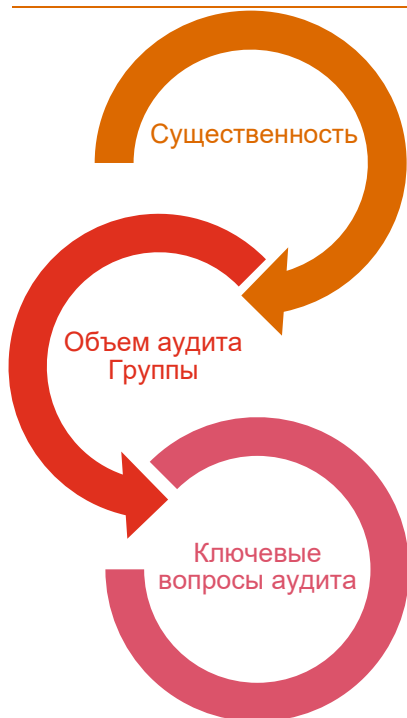 Существенность
Объем аудита
Группы
Ключевые
вопросы аудита